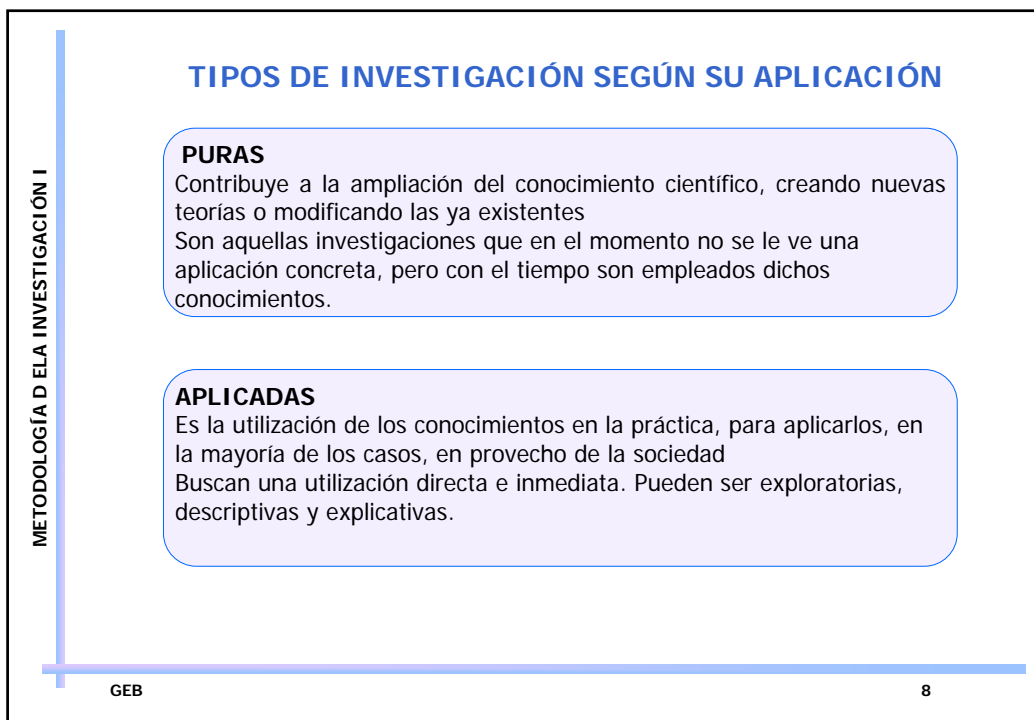 TIPOS DE INVESTIGACIÓN SEGÚN SU APLICACIÓN
PURAS
Contribuye a la ampliación del conocimiento científico, creando nuevas
teorías o modificando las ya existentes
Son aquellas investigaciones que en el momento no se le ve una
aplicación concreta, pero con el tiempo son empleados dichos
conocimientos.
APLICADAS
Es la utilización de los conocimientos en la práctica, para aplicarlos, en
la mayoría de los casos, en provecho de la sociedad
Buscan una utilización directa e inmediata. Pueden ser exploratorias,
descriptivas y explicativas.
METODOLOGÍA D ELA INVESTIGACIÓN I
GEB 8